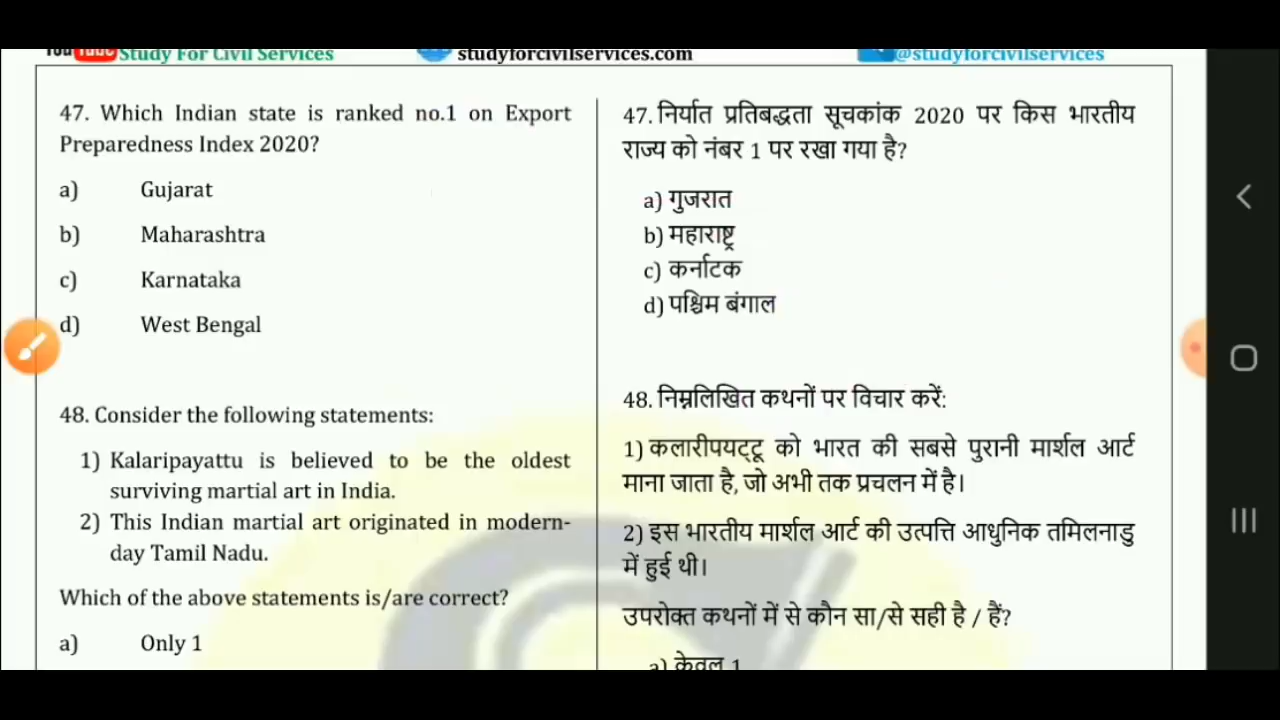 YouTube Study For Civil Services studyforcivilservices.com @studyforcivilservices
47. Which Indian state is ranked no.1 on Export
Preparedness Index 2020?
a) Gujarat
b) Maharashtra
c) Karnataka
d) West Bengal
48. Consider the following statements:
1) Kalaripayattu is believed to be the oldest
surviving martial art in India.
2) This Indian martial art originated in modern-
day Tamil Nadu.
Which of the above statements is/are correct?
a) Only 1
47. निर्यात प्रतिबद्धता सूचकांक 2020 पर किस भारतीय
राज्य को नंबर 1 पर रखा गया है?
a) गुजरात
b) महाराष्ट्र
c) कर्नाटक
d) पश्चिम बंगाल
48. निम्नलिखित कथनों पर विचार करें:
1) कलारीपयट्टू को भारत की सबसे पुरानी मार्शल आर्ट
माना जाता है, जो अभी तक प्रचलन में है।
2) इस भारतीय मार्शल आर्ट की उत्पत्ति आधुनिक तमिलनाडु
में हुई थी।
उपरोक्त कथनों में से कौन सा/से सही है / हैं?
a) केवल 1